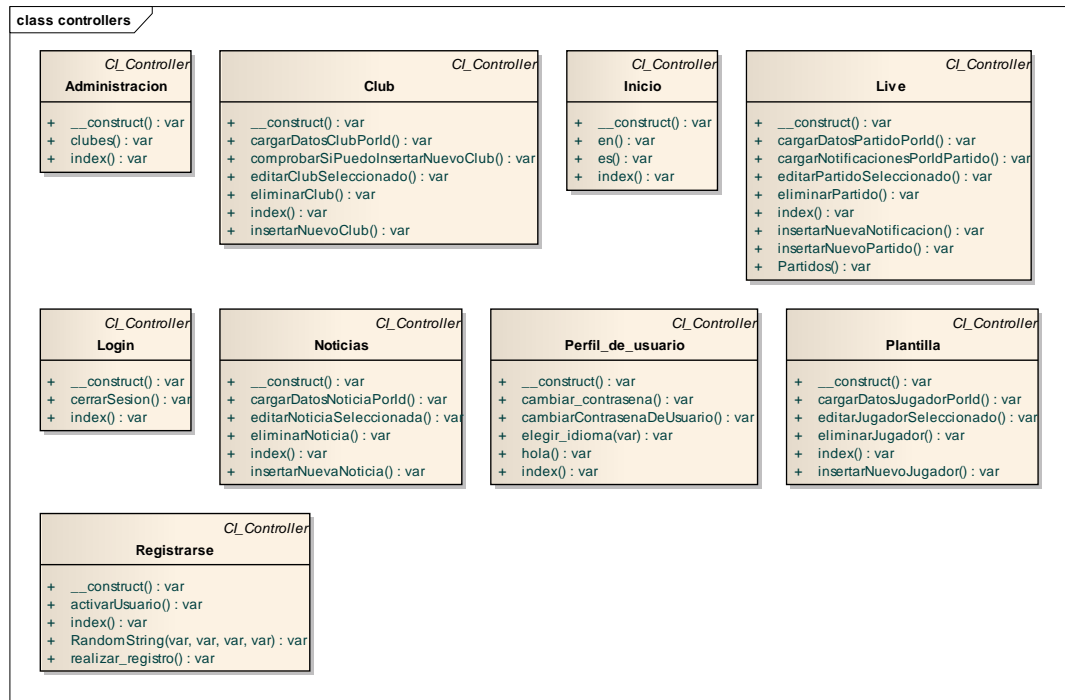 class controllers
CI_Controller
Administracion
+ __construct() : var
+ clubes() : var
+ index() : var
CI_Controller
Club
+ __construct() : var
+ cargarDatosClubPorId() : var
+ comprobarSiPuedoInsertarNuevoClub() : var
+ editarClubSeleccionado() : var
+ eliminarClub() : var
+ index() : var
+ insertarNuevoClub() : var
CI_Controller
Inicio
+ __construct() : var
+ en() : var
+ es() : var
+ index() : var
CI_Controller
Live
+ __construct() : var
+ cargarDatosPartidoPorId() : var
+ cargarNotificacionesPorIdPartido() : var
+ editarPartidoSeleccionado() : var
+ eliminarPartido() : var
+ index() : var
+ insertarNuevaNotificacion() : var
+ insertarNuevoPartido() : var
+ Partidos() : var
CI_Controller
Login
+ __construct() : var
+ cerrarSesion() : var
+ index() : var
CI_Controller
Noticias
+ __construct() : var
+ cargarDatosNoticiaPorId() : var
+ editarNoticiaSeleccionada() : var
+ eliminarNoticia() : var
+ index() : var
+ insertarNuevaNoticia() : var
CI_Controller
Perfil_de_usuario
+ __construct() : var
+ cambiar_contrasena() : var
+ cambiarContrasenaDeUsuario() : var
+ elegir_idioma(var) : var
+ hola() : var
+ index() : var
CI_Controller
Plantilla
+ __construct() : var
+ cargarDatosJugadorPorId() : var
+ editarJugadorSeleccionado() : var
+ eliminarJugador() : var
+ index() : var
+ insertarNuevoJugador() : var
CI_Controller
Registrarse
+ __construct() : var
+ activarUsuario() : var
+ index() : var
+ RandomString(var, var, var, var) : var
+ realizar_registro() : var